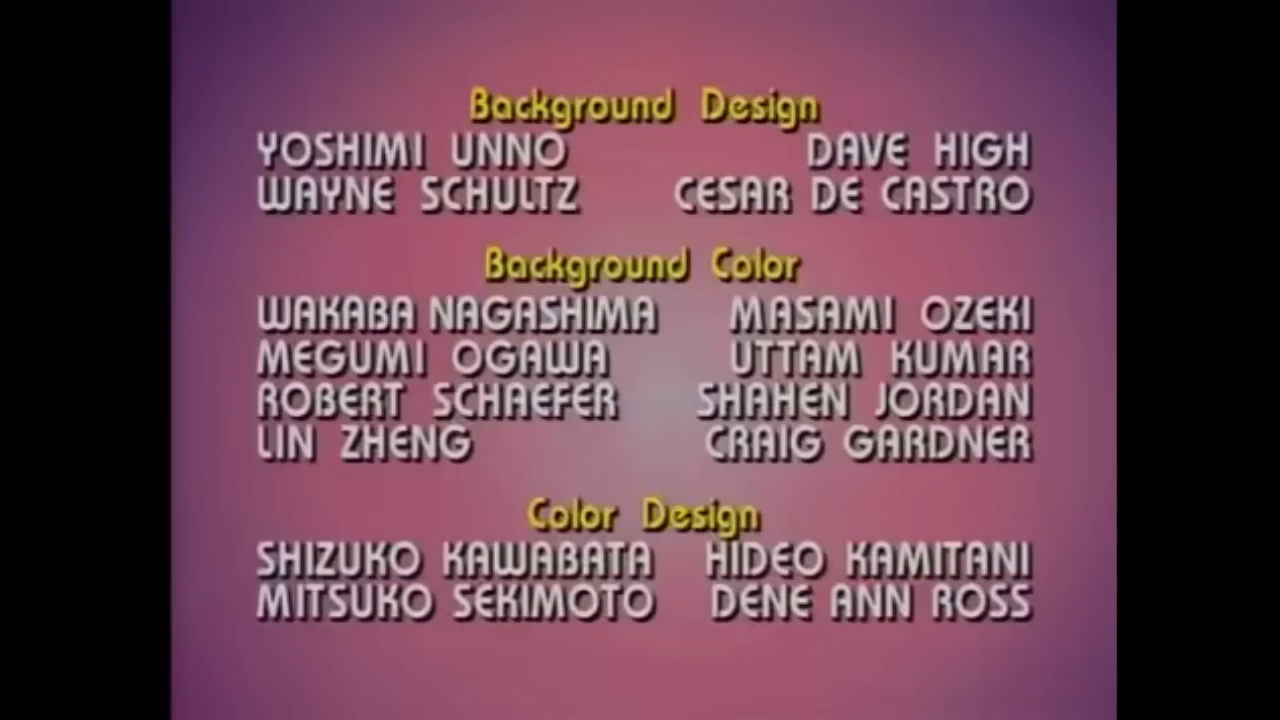 Background Design
YOSHIMI UNNO DAVE HIGH
WAYNE SCHULTZ CESAR DE CASTRO
Background Color
WAKABA NAGASHIMA MASAMI OZEKI
MEGUMI OGAWA UTTAM KUMAR
ROBERT SCHAEFER SHAHEN JORDAN
LIN ZHENG CRAIG GARDNER
Color Design
SHIZUKO KAWABATA HIDEO KAMITANI
MITSUKO SEKIMOTO DENE ANN ROSS